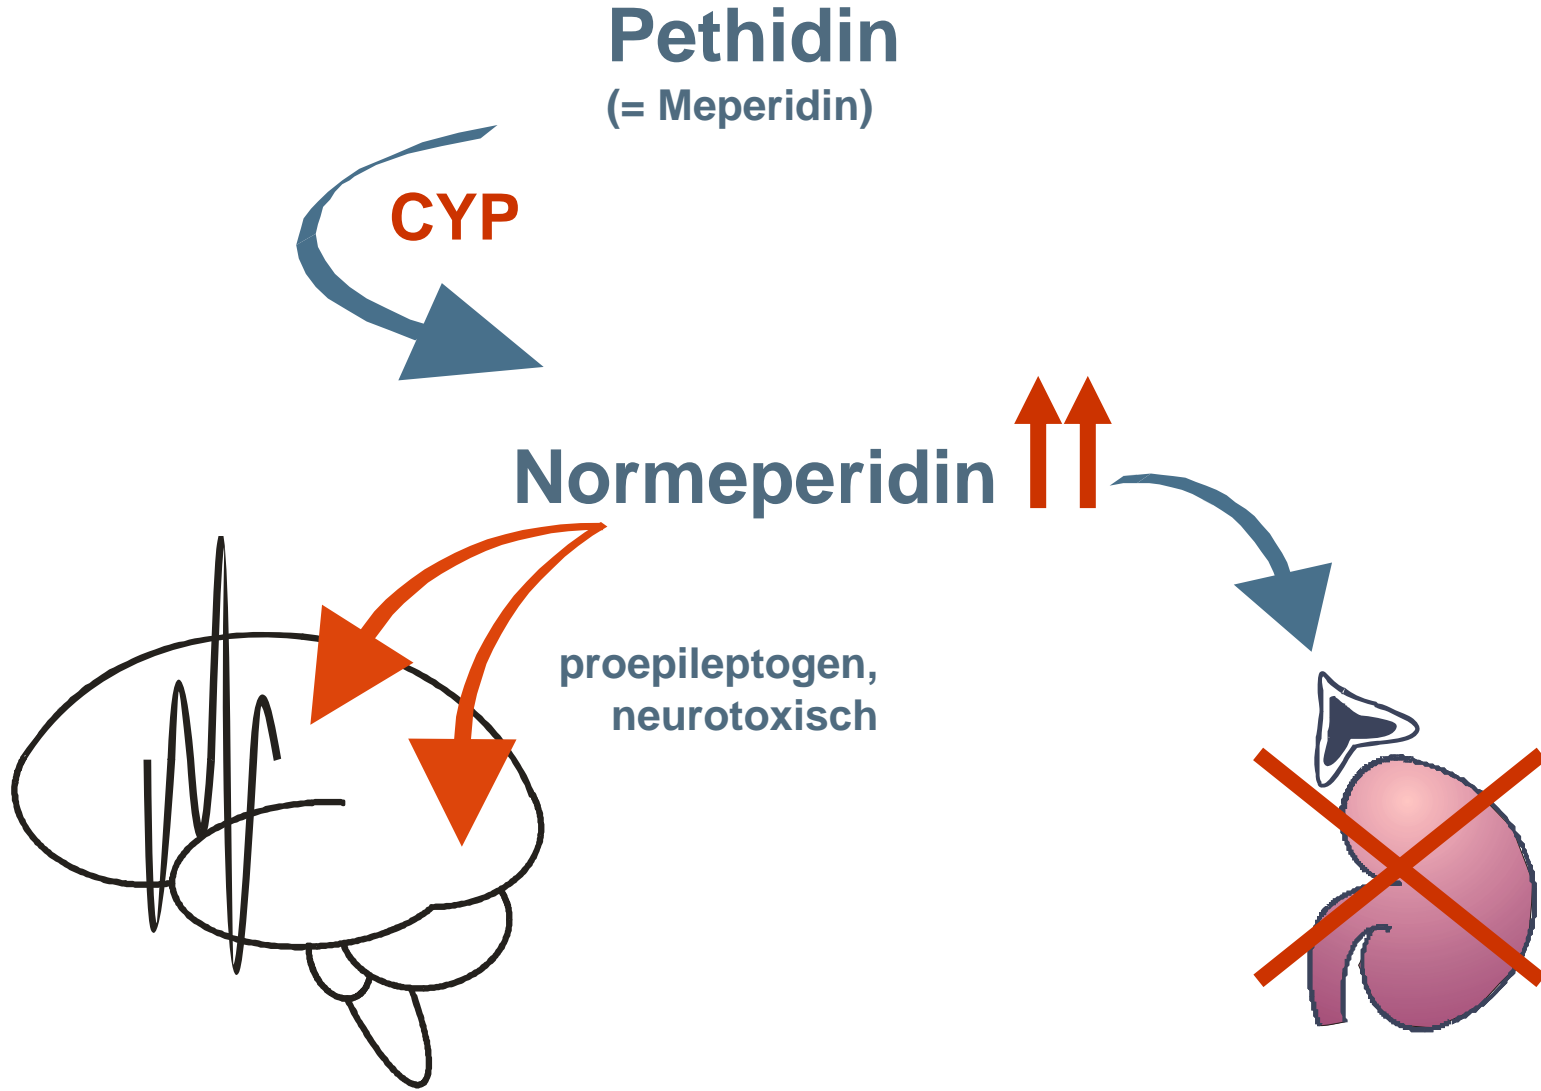 Pethidin
(= Meperidin)
CYP
Normeperidin
proepileptogen,
neurotoxisch